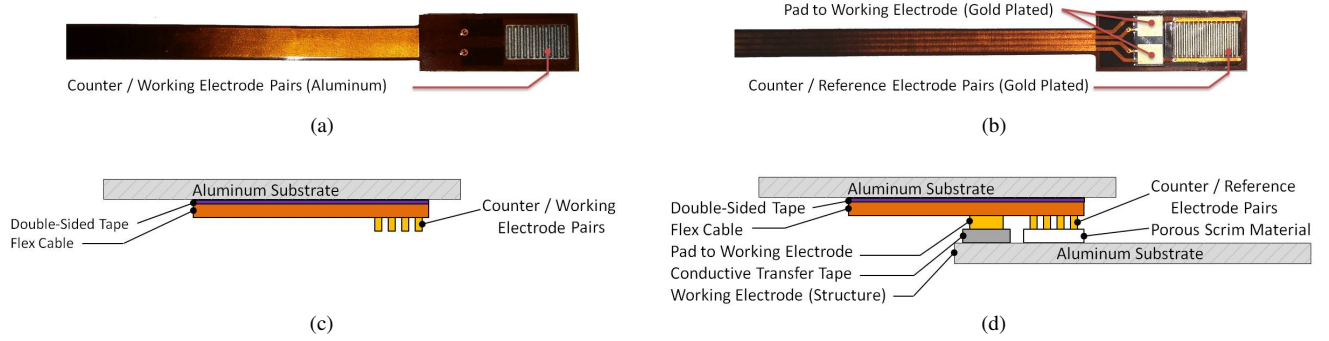 Counter / Working Electrode Pairs (Aluminum)
(a)
Pad to Working Electrode (Gold Plated)
Counter / Reference Electrode Pairs (Gold Plated)
(b)
Aluminum Substrate
Double-Sided Tape
Flex Cable
Counter / Working
Electrode Pairs
(c)
Aluminum Substrate
Double-Sided Tape
Flex Cable
Pad to Working Electrode
Conductive Transfer Tape
Working Electrode (Structure)
Counter / Reference
Electrode Pairs
Porous Scrim Material
Aluminum Substrate
(d)